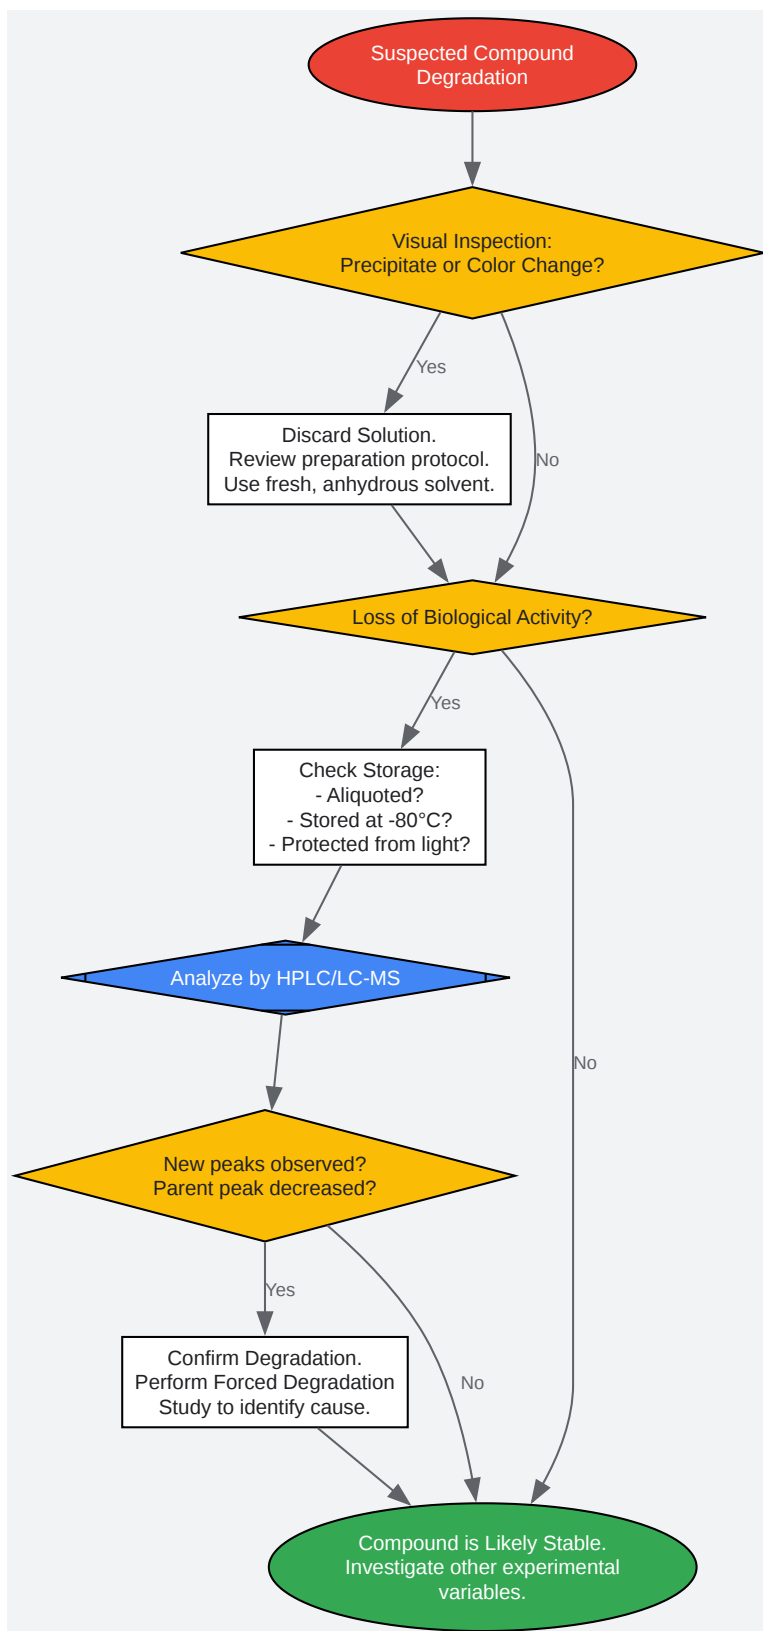 Suspected Compound
Degradation
Visual Inspection:
Precipitate or Color Change?
Yes
Discard Solution.
Review preparation protocol.
Use fresh, anhydrous solvent.
No
Loss of Biological Activity?
Yes
Check Storage:
- Aliquoted?
- Stored at -80°C?
- Protected from light?
Analyze by HPLC/LC-MS
No
New peaks observed?
Parent peak decreased?
Yes
Confirm Degradation.
Perform Forced Degradation
Study to identify cause.
No
Compound is Likely Stable.
Investigate other experimental
variables.